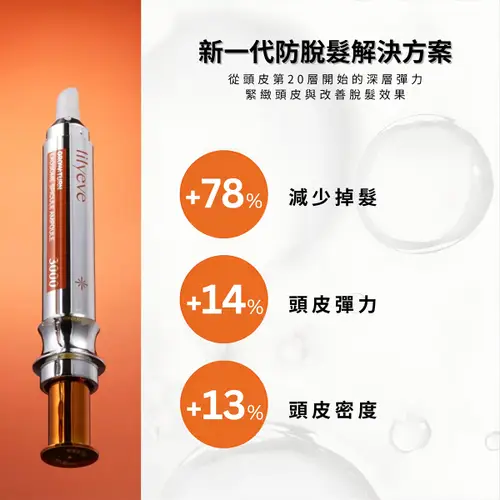 新一代防脫髮解決方案
從頭皮第20層開始的深層彈力
緊緻頭皮與改善脫髮效果
lilyeve
GROW:TURN
3000
+78%
減少掉髮
+14%
頭皮彈力
+13%
頭皮密度